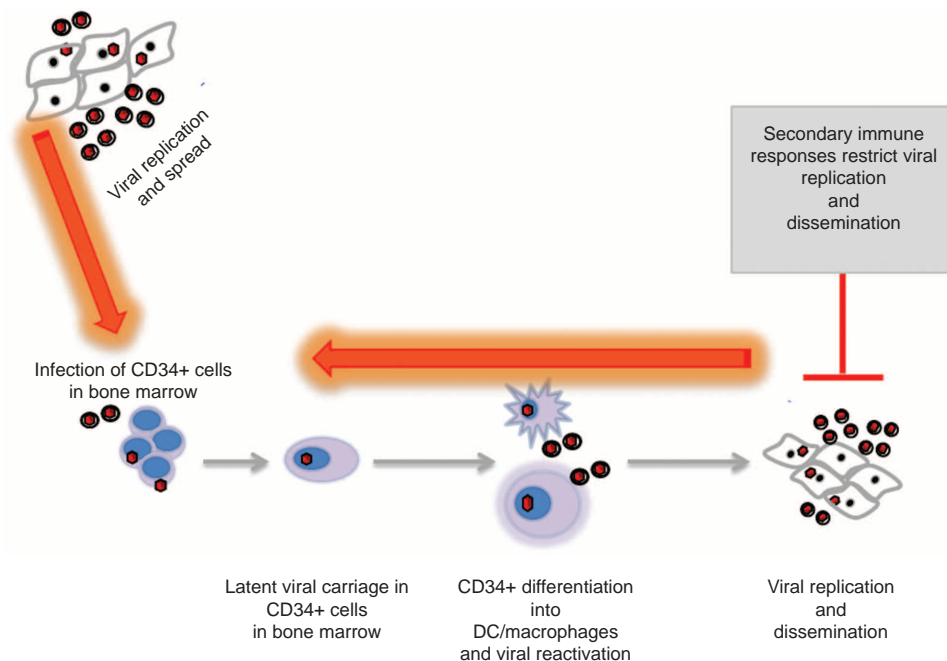 Viral replication
and spread
Secondary immune
responses restrict viral
replication
and
dissemination
Infection of CD34+ cells
in bone marrow
Latent viral carriage in
CD34+ cells
in bone marrow
CD34+ differentiation
into
DC/macrophages
and viral reactivation
Viral replication
and
dissemination